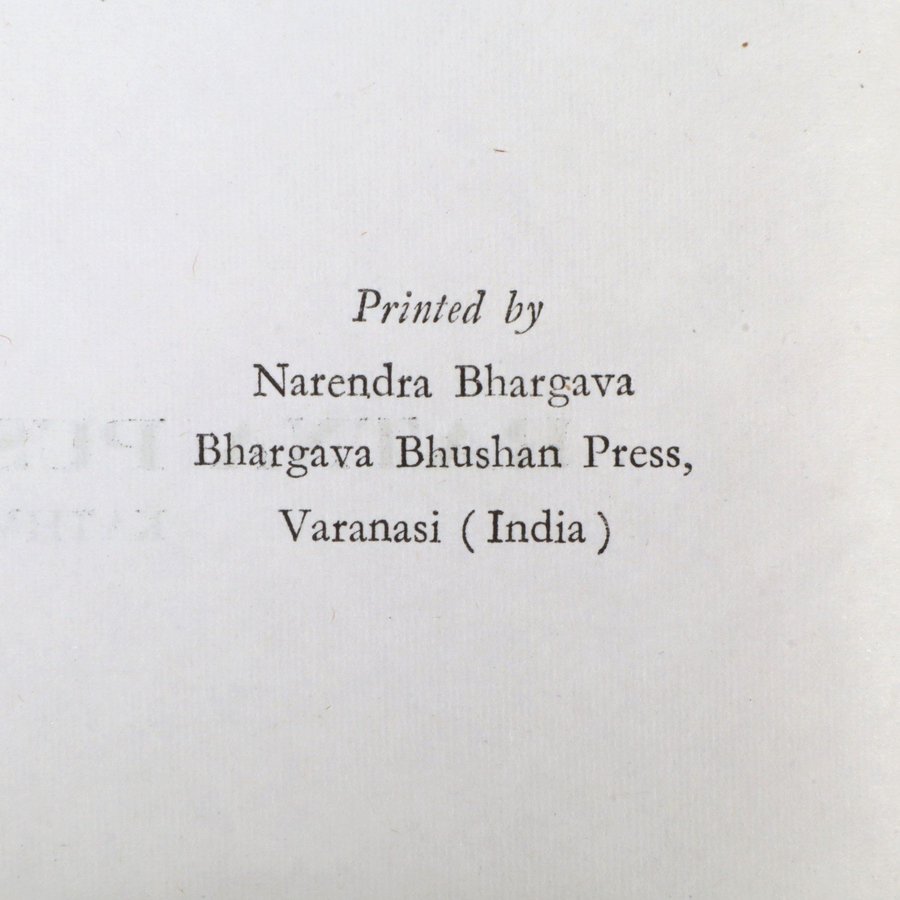 Printed by
Narendra Bhargava
Bhargava Bhushan Press,
Varanasi ( India )